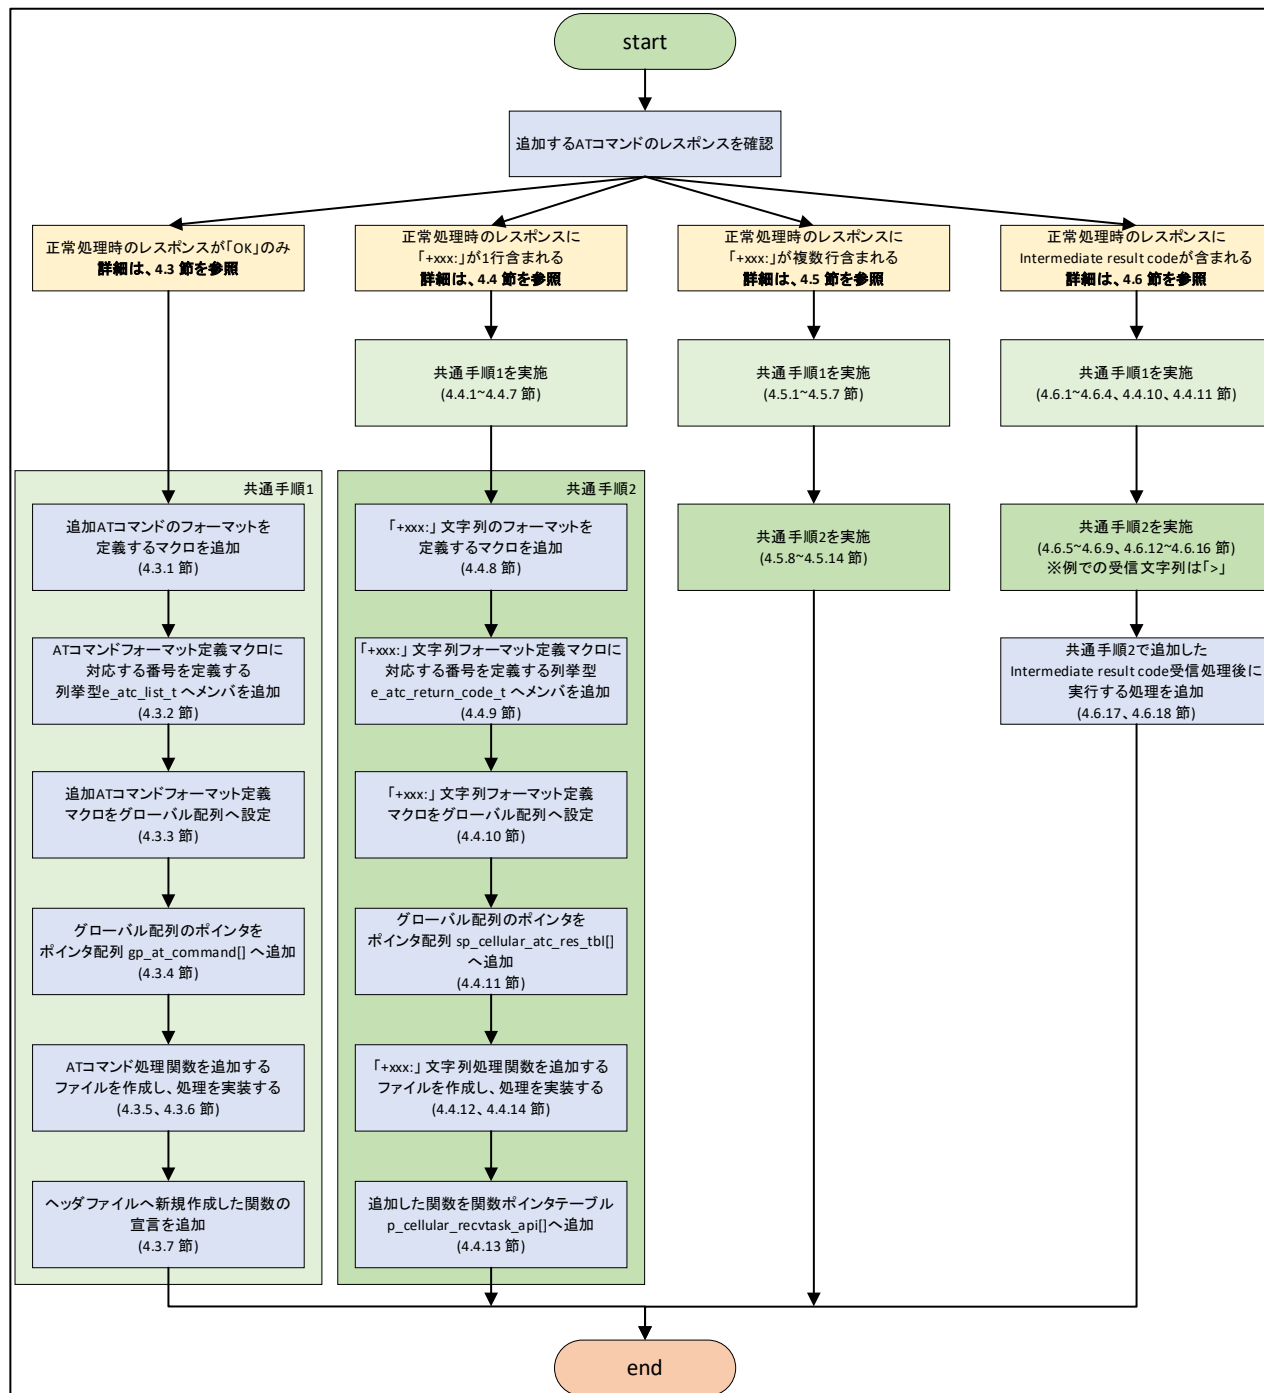 start
追加するATコマンドのレスポンスを確認
正常処理時のレスポンスが「OK」のみ
詳細は、4.3 節を参照
正常処理時のレスポンスに
「+xxx:」が1行含まれる
詳細は、4.4 節を参照
正常処理時のレスポンスに
「+xxx:」が複数行含まれる
詳細は、4.5 節を参照
正常処理時のレスポンスに
Intermediate result codeが含まれる
詳細は、4.6 節を参照
共通手順1を実施
(4.4.1~4.4.7 節)
共通手順1を実施
(4.5.1~4.5.7 節)
共通手順1を実施
(4.6.1~4.6.4、4.4.10、4.4.11 節)
共通手順1
追加ATコマンドのフォーマットを
定義するマクロを追加
(4.3.1 節)
ATコマンドフォーマット定義マクロに
対応する番号を定義する
列挙型e_atc_list_t へメンバを追加
(4.3.2 節)
追加ATコマンドフォーマット定義
マクロをグローバル配列へ設定
(4.3.3 節)
グローバル配列のポインタを
ポインタ配列 gp_at_command[] へ追加
(4.3.4 節)
ATコマンド処理関数を追加する
ファイルを作成し、処理を実装する
(4.3.5、4.3.6 節)
ヘッダファイルへ新規作成した関数の
宣言を追加
(4.3.7 節)
共通手順2
「+xxx:」 文字列のフォーマットを
定義するマクロを追加
(4.4.8 節)
「+xxx:」 文字列フォーマット定義マクロに
対応する番号を定義する列挙型
e_atc_return_code_t へメンバを追加
(4.4.9 節)
「+xxx:」 文字列フォーマット定義
マクロをグローバル配列へ設定
(4.4.10 節)
グローバル配列のポインタを
ポインタ配列 sp_cellular_atc_res_tbl[]
へ追加
(4.4.11 節)
「+xxx:」 文字列処理関数を追加する
ファイルを作成し、処理を実装する
(4.4.12、4.4.14 節)
追加した関数を関数ポインタテーブル
p_cellular_recvtask_api[]へ追加
(4.4.13 節)
共通手順2を実施
(4.5.8~4.5.14 節)
共通手順2を実施
(4.6.5~4.6.9、4.6.12~4.6.16 節)
※例での受信文字列は「>」
共通手順2で追加した
Intermediate result code受信処理後に
実行する処理を追加
(4.6.17、4.6.18 節)
end